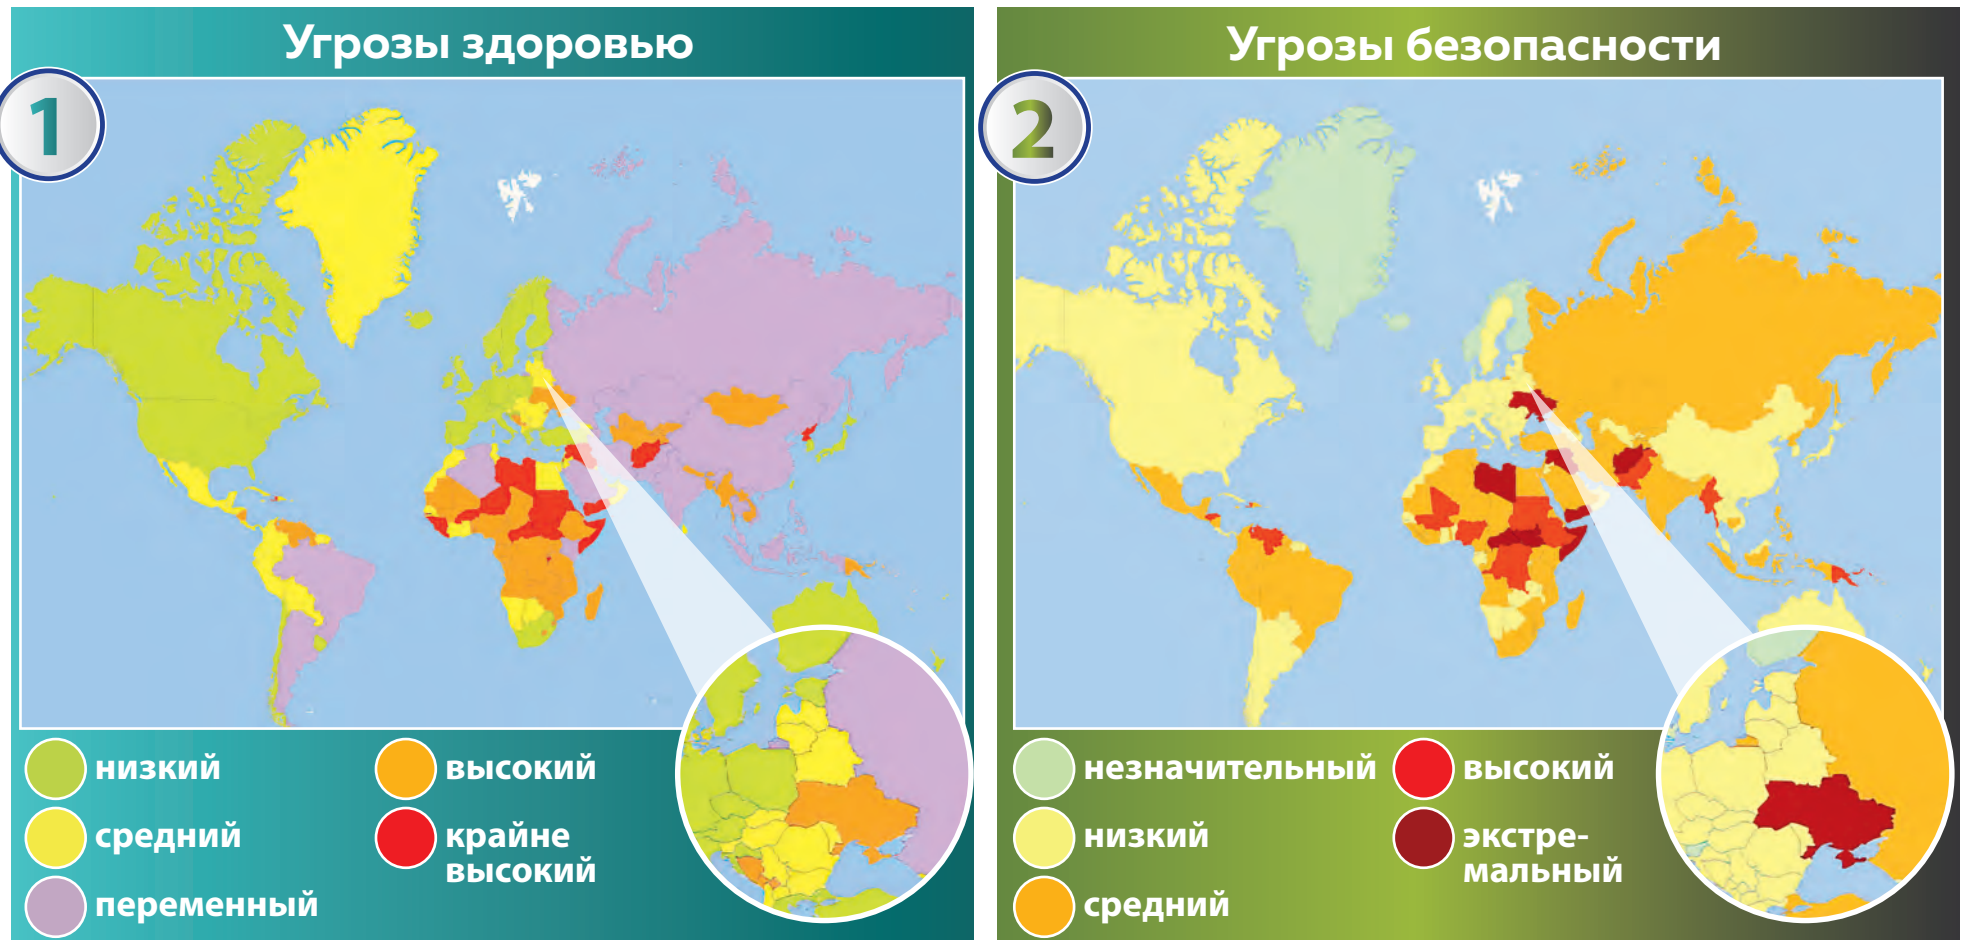 Угрозы здоровью
1
низкий
средний
переменный
высокий
крайне
высокий
Угрозы безопасности
2
незначительный
низкий
средний
высокий
экстре-
мальный